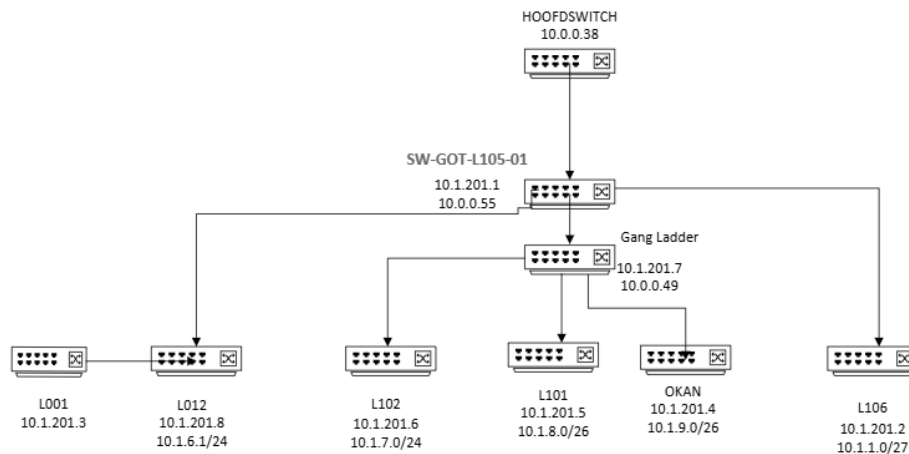 HOOFDSWITCH
10.0.0.38
SW-GOT-L105-01
10.1.201.1
10.0.0.55
Gang Ladder
10.1.201.7
10.0.0.49
L001
10.1.201.3
L012
10.1.201.8
10.1.6.1/24
L102
10.1.201.6
10.1.7.0/24
L101
10.1.201.5
10.1.8.0/26
OKAN
10.1.201.4
10.1.9.0/26
L106
10.1.201.2
10.1.1.0/27